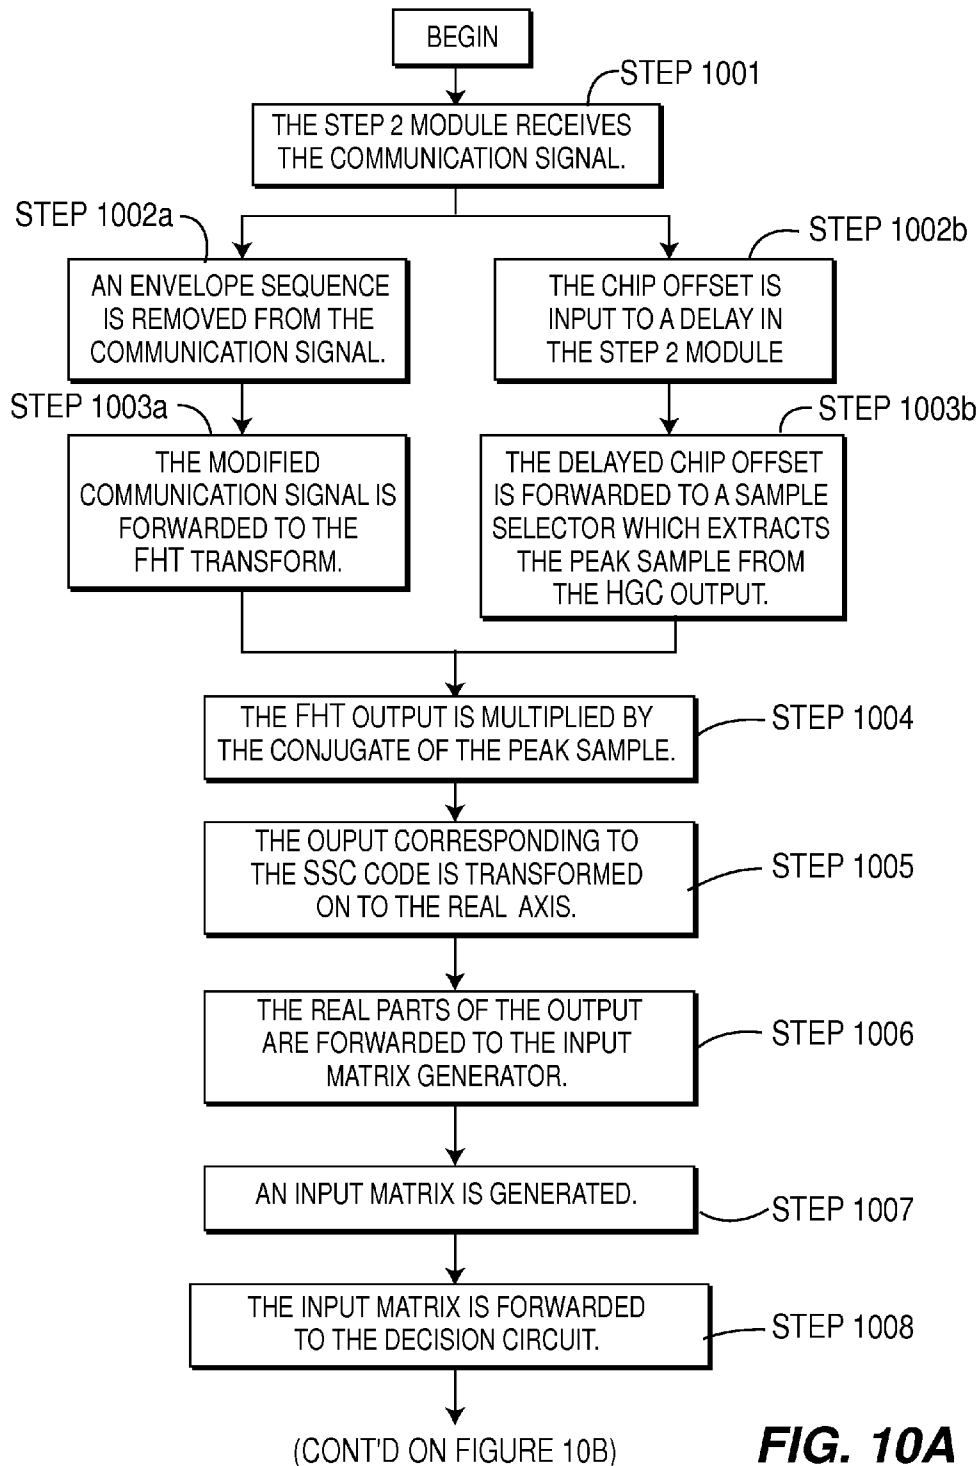 BEGIN
STEP 1001
THE STEP 2 MODULE RECEIVES
THE COMMUNICATION SIGNAL.
STEP 1002a
AN ENVELOPE SEQUENCE
IS REMOVED FROM THE
COMMUNICATION SIGNAL.
STEP 1002b
THE CHIP OFFSET IS
INPUT TO A DELAY IN
THE STEP 2 MODULE
STEP 1003a
THE MODIFIED
COMMUNICATION SIGNAL IS
FORWARDED TO THE
FHT TRANSFORM.
STEP 1003b
THE DELAYED CHIP OFFSET
IS FORWARDED TO A SAMPLE
SELECTOR WHICH EXTRACTS
THE PEAK SAMPLE FROM
THE HGC OUTPUT.
THE FHT OUTPUT IS MULTIPLIED BY
THE CONJUGATE OF THE PEAK SAMPLE.
STEP 1004
THE OUPUT CORRESPONDING TO
THE SSC CODE IS TRANSFORMED
ON TO THE REAL AXIS.
STEP 1005
THE REAL PARTS OF THE OUTPUT
ARE FORWARDED TO THE INPUT
MATRIX GENERATOR.
STEP 1006
AN INPUT MATRIX IS GENERATED.
STEP 1007
THE INPUT MATRIX IS FORWARDED
TO THE DECISION CIRCUIT.
STEP 1008
(CONT'D ON FIGURE 10B)
FIG. 10A